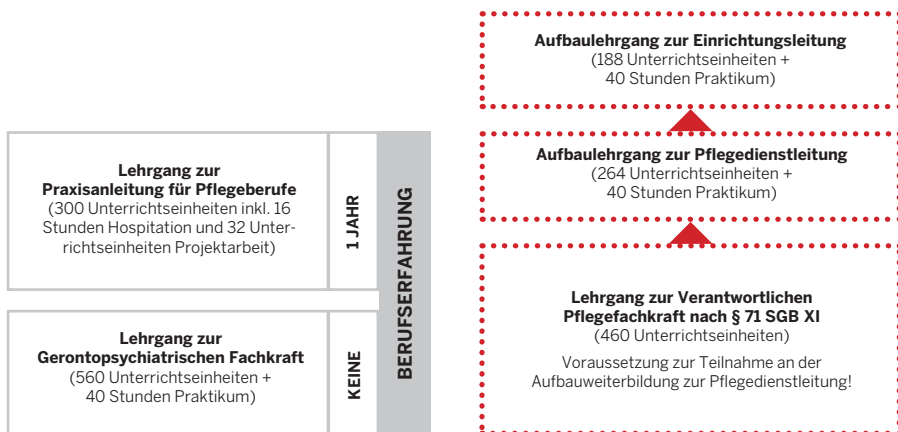 Lehrgang zur
Praxisanleitung für Pflegeberufe
(300 Unterrichtseinheiten inkl. 16
Stunden Hospitation und 32 Unter-
richtseinheiten Projektarbeit)
1 JAHR
Lehrgang zur
Gerontopsychiatrischen Fachkraft
(560 Unterrichtseinheiten +
40 Stunden Praktikum)
KEINE
BERUFSERFAHRUNG
Aufbaulehrgang zur Einrichtungsleitung
(188 Unterrichtseinheiten +
40 Stunden Praktikum)
Aufbaulehrgang zur Pflegedienstleitung
(264 Unterrichtseinheiten +
40 Stunden Praktikum)
Lehrgang zur Verantwortlichen
Pflegefachkraft nach § 71 SGB XI
(460 Unterrichtseinheiten)
Voraussetzung zur Teilnahme an der
Aufbauweiterbildung zur Pflegedienstleitung!